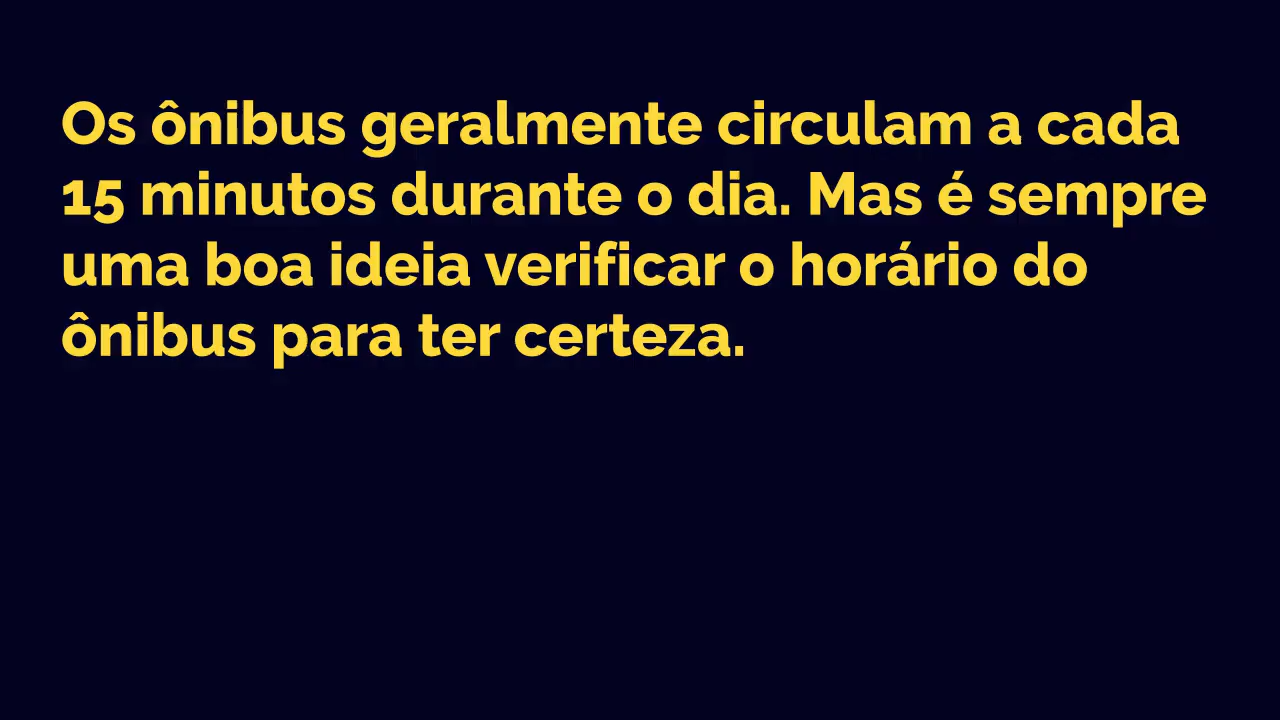 Os ônibus geralmente circulam a cada
15 minutos durante o dia. Mas é sempre
uma boa ideia verificar o horário do
ônibus para ter certeza.